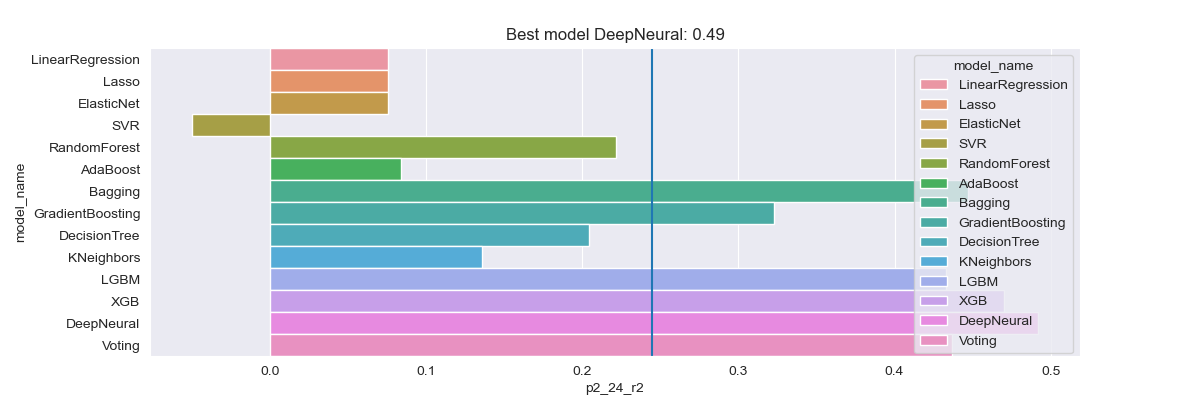 Best model DeepNeural: 0.49
model_name
LinearRegression
Lasso
ElasticNet
SVR
RandomForest
AdaBoost
Bagging
GradientBoosting
DecisionTree
KNeighbors
LGBM
XGB
DeepNeural
Voting
model_name
LinearRegression
Lasso
ElasticNet
SVR
RandomForest
AdaBoost
Bagging
GradientBoosting
DecisionTree
KNeighbors
LGBM
XGB
DeepNeural
Voting
0.0 0.1 0.2 0.3 0.4 0.5
p2_24_r2